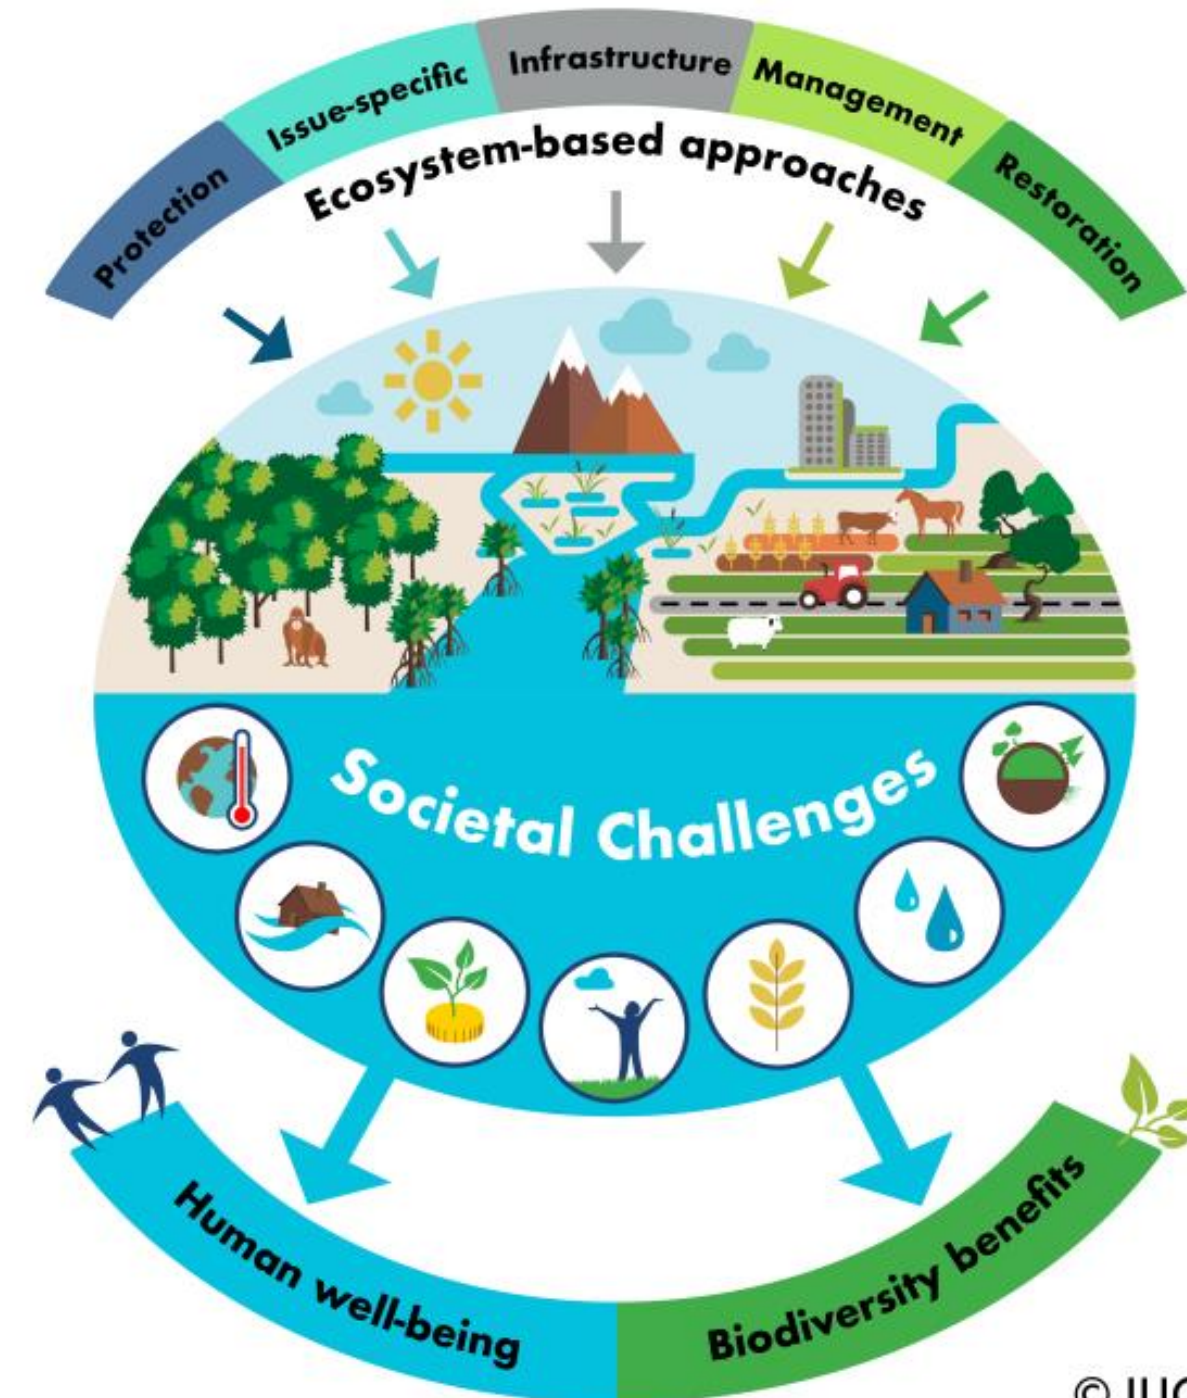 Protection
Issue-specific
Infrastructure
Management
Restoration
Ecosystem-based approaches
Societal Challenges
Human well-being
Biodiversity benefits
©